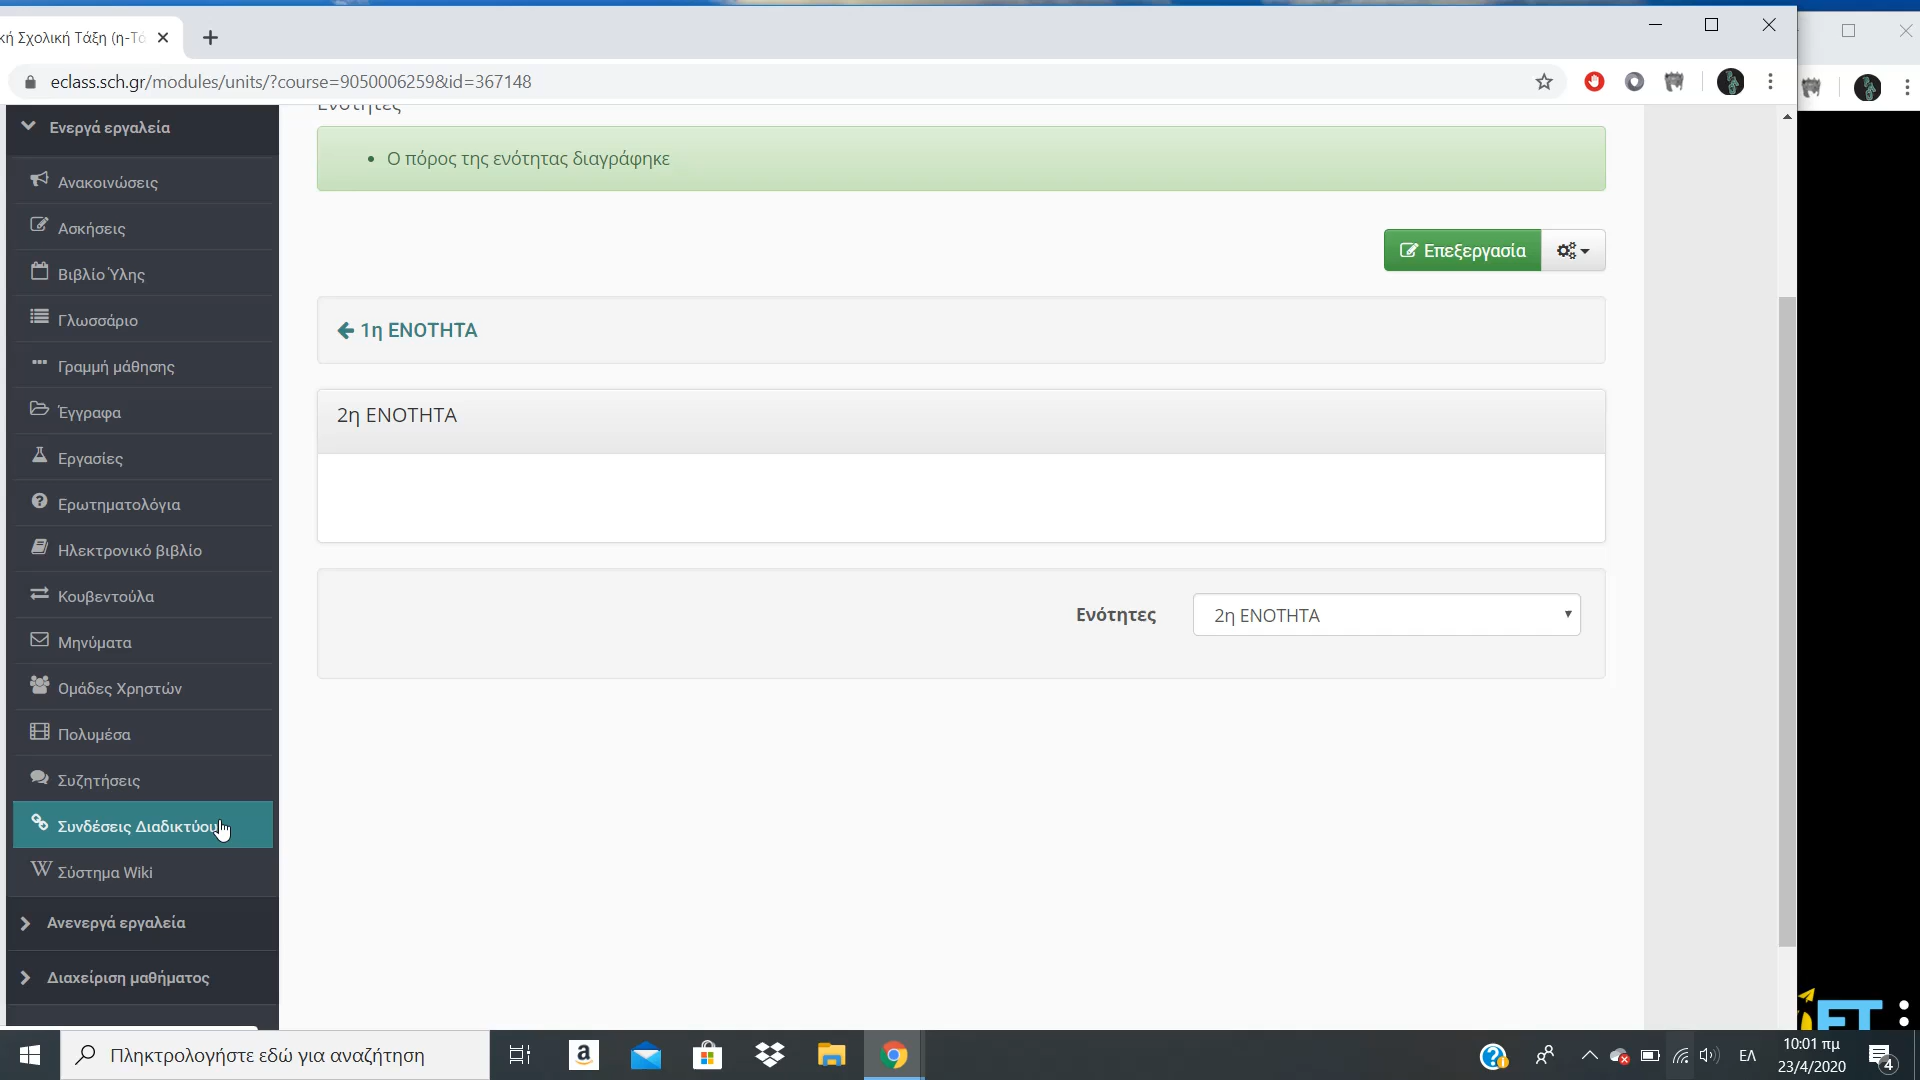 κή Σχολική Τάξη (η-Τά
eclass.sch.gr/modules/units/?course=9050006259&id=367148
Ενότητες
Ενεργά εργαλεία
Ο πόρος της ενότητας διαγράφηκε
Ανακοινώσεις
Ασκήσεις
Επεξεργασία
Βιβλίο Ύλης
Γλωσσάριο
1η ΕΝΟΤΗΤΑ
Γραμμή μάθησης
Έγγραφα
2η ΕΝΟΤΗΤΑ
Εργασίες
Ερωτηματολόγια
Ηλεκτρονικό βιβλίο
Κουβεντούλα
Ενότητες 2η ΕΝΟΤΗΤΑ
Μηνύματα
Ομάδες Χρηστών
Πολυμέσα
Συζητήσεις
Συνδέσεις Διαδικτύου
W Σύστημα Wiki
Ανενεργά εργαλεία
Διαχείριση μαθήματος
ET
Πληκτρολογήστε εδώ για αναζήτηση
a
ΕΛ
10:01 πμ
23/4/2020
4